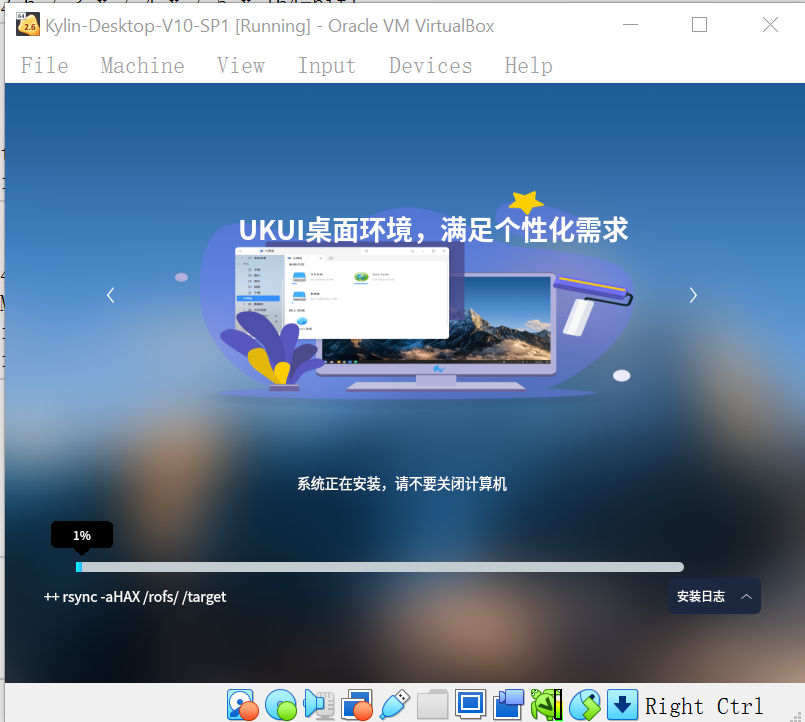 Kylin-Desktop-V10-SP1 [Running] - Oracle VM VirtualBox
File Machine View Input Devices Help
UKUI桌面环境，满足个性化需求
系统正在安装，请不要关闭计算机
1%
++ rsync -aHAX /rofs/ /target
安装日志
Right Ctrl